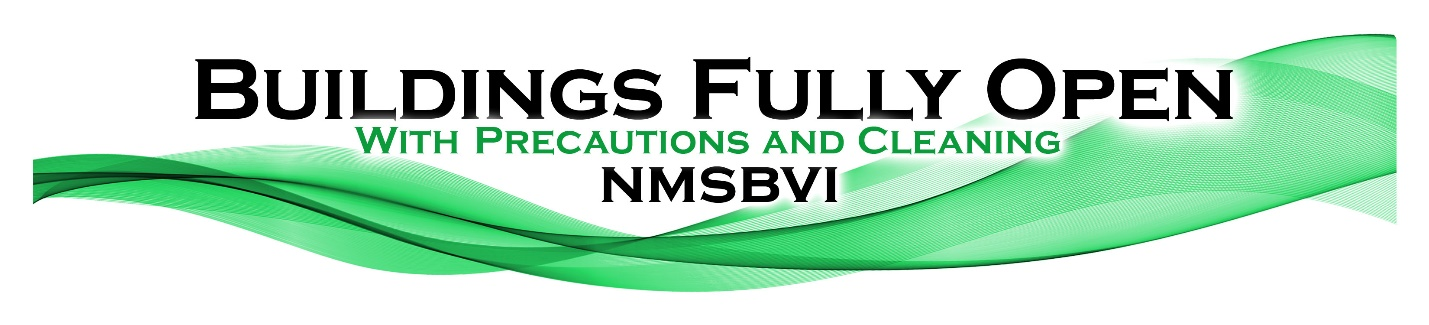 Buildings Fully Open
With Precautions and Cleaning
NMSBVI